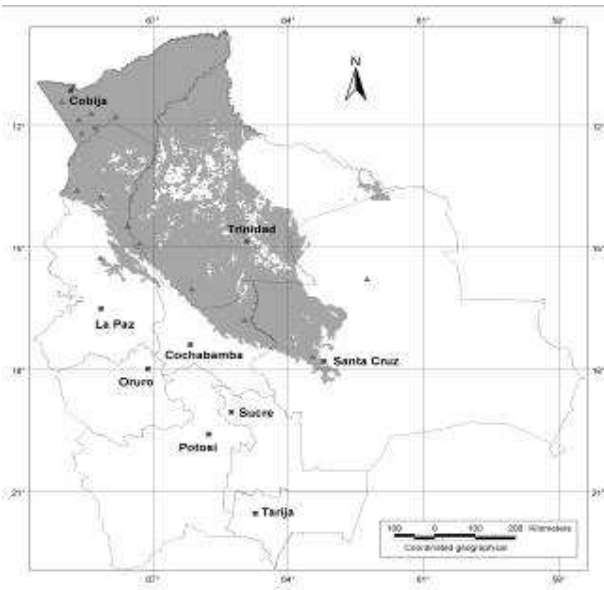 67° 64° 61° 58°
N
Cobija
12° 12°
Trinidad
15° 15°
La Paz
Cochabamba
Santa Cruz
18° 18°
Oruro
Sucre
Potosi
21° 21°
Tarija
100 0 100 200 Kilometers
Coordinated geographical
67° 64° 61° 58°